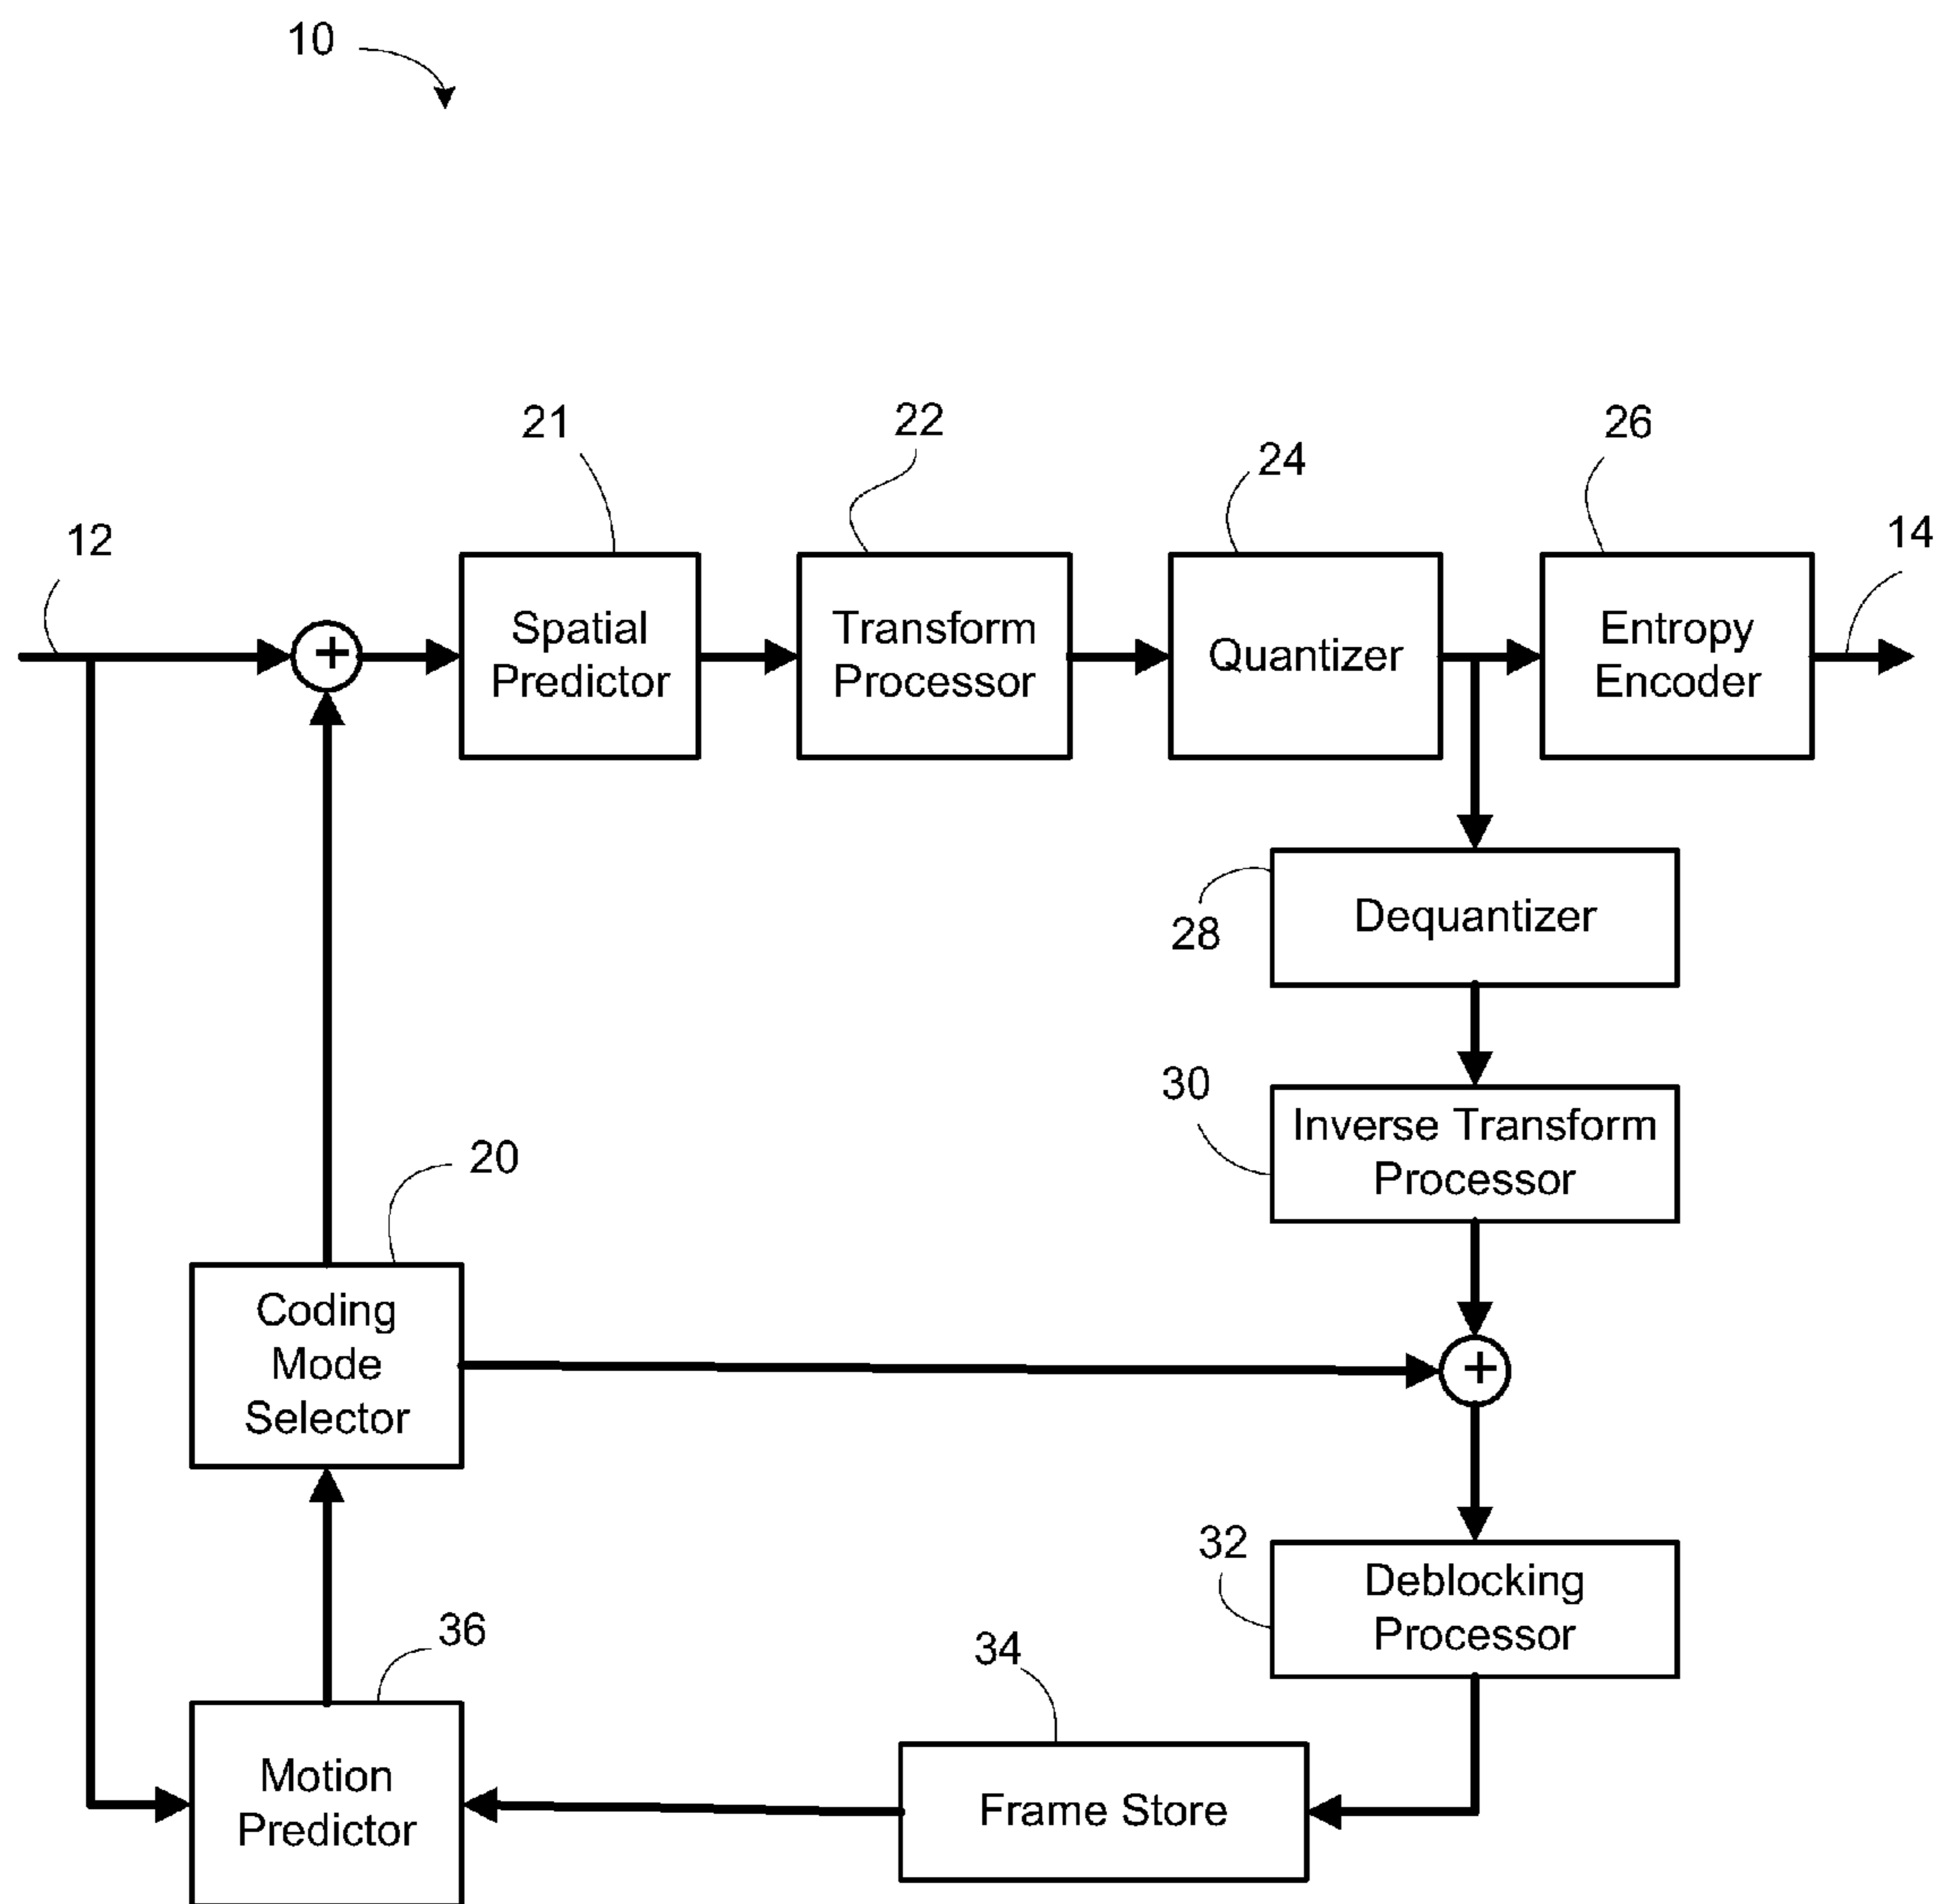 10
21
22
24
26
12
14
+
Spatial
Predictor
Transform
Processor
Quantizer
Entropy
Encoder
28
Dequantizer
30
Inverse Transform
Processor
20
Coding
Mode
Selector
+
32
Deblocking
Processor
36
34
Motion
Predictor
Frame Store